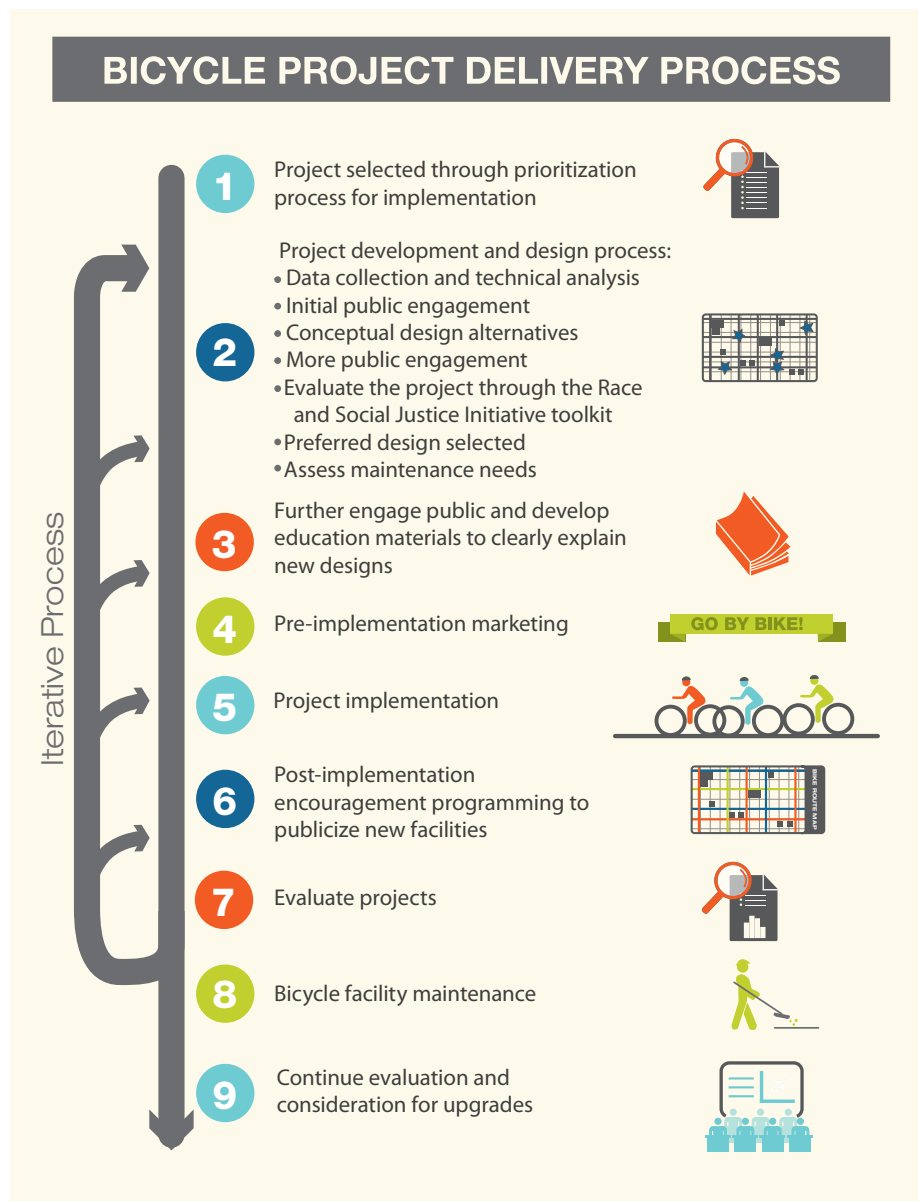 BICYCLE PROJECT DELIVERY PROCESS
Iterative Process
1
Project selected through prioritization
process for implementation
2
Project development and design process:
• Data collection and technical analysis
• Initial public engagement
• Conceptual design alternatives
• More public engagement
• Evaluate the project through the Race
and Social Justice Initiative toolkit
• Preferred design selected
• Assess maintenance needs
3
Further engage public and develop
education materials to clearly explain
new designs
4
Pre-implementation marketing
GO BY BIKE!
5
Project implementation
6
Post-implementation
encouragement programming to
publicize new facilities
BIKE ROUTE MAP
7
Evaluate projects
8
Bicycle facility maintenance
9
Continue evaluation and
consideration for upgrades